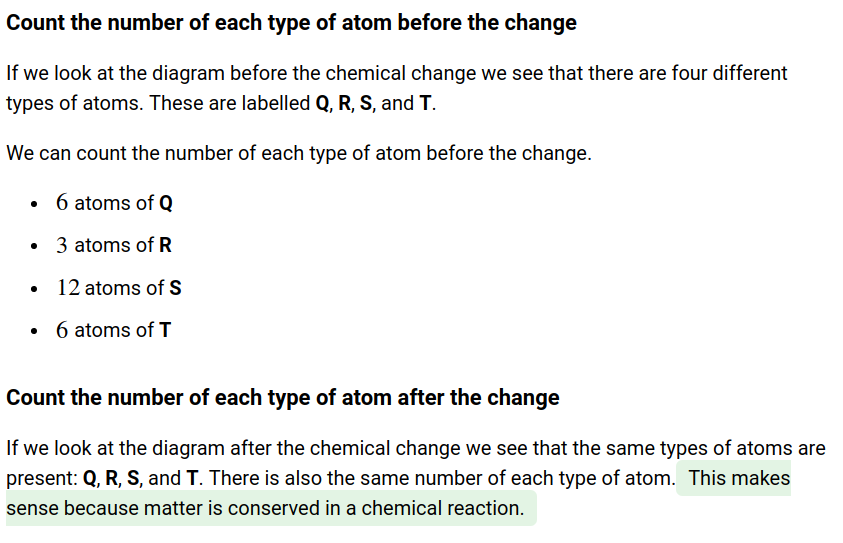 Count the number of each type of atom before the change
If we look at the diagram before the chemical change we see that there are four different
types of atoms. These are labelled Q, R, S, and T.
We can count the number of each type of atom before the change.
• 6 atoms of Q
• 3 atoms of R
• 12 atoms of S
• 6 atoms of T
Count the number of each type of atom after the change
If we look at the diagram after the chemical change we see that the same types of atoms are
present: Q, R, S, and T. There is also the same number of each type of atom. This makes
sense because matter is conserved in a chemical reaction.